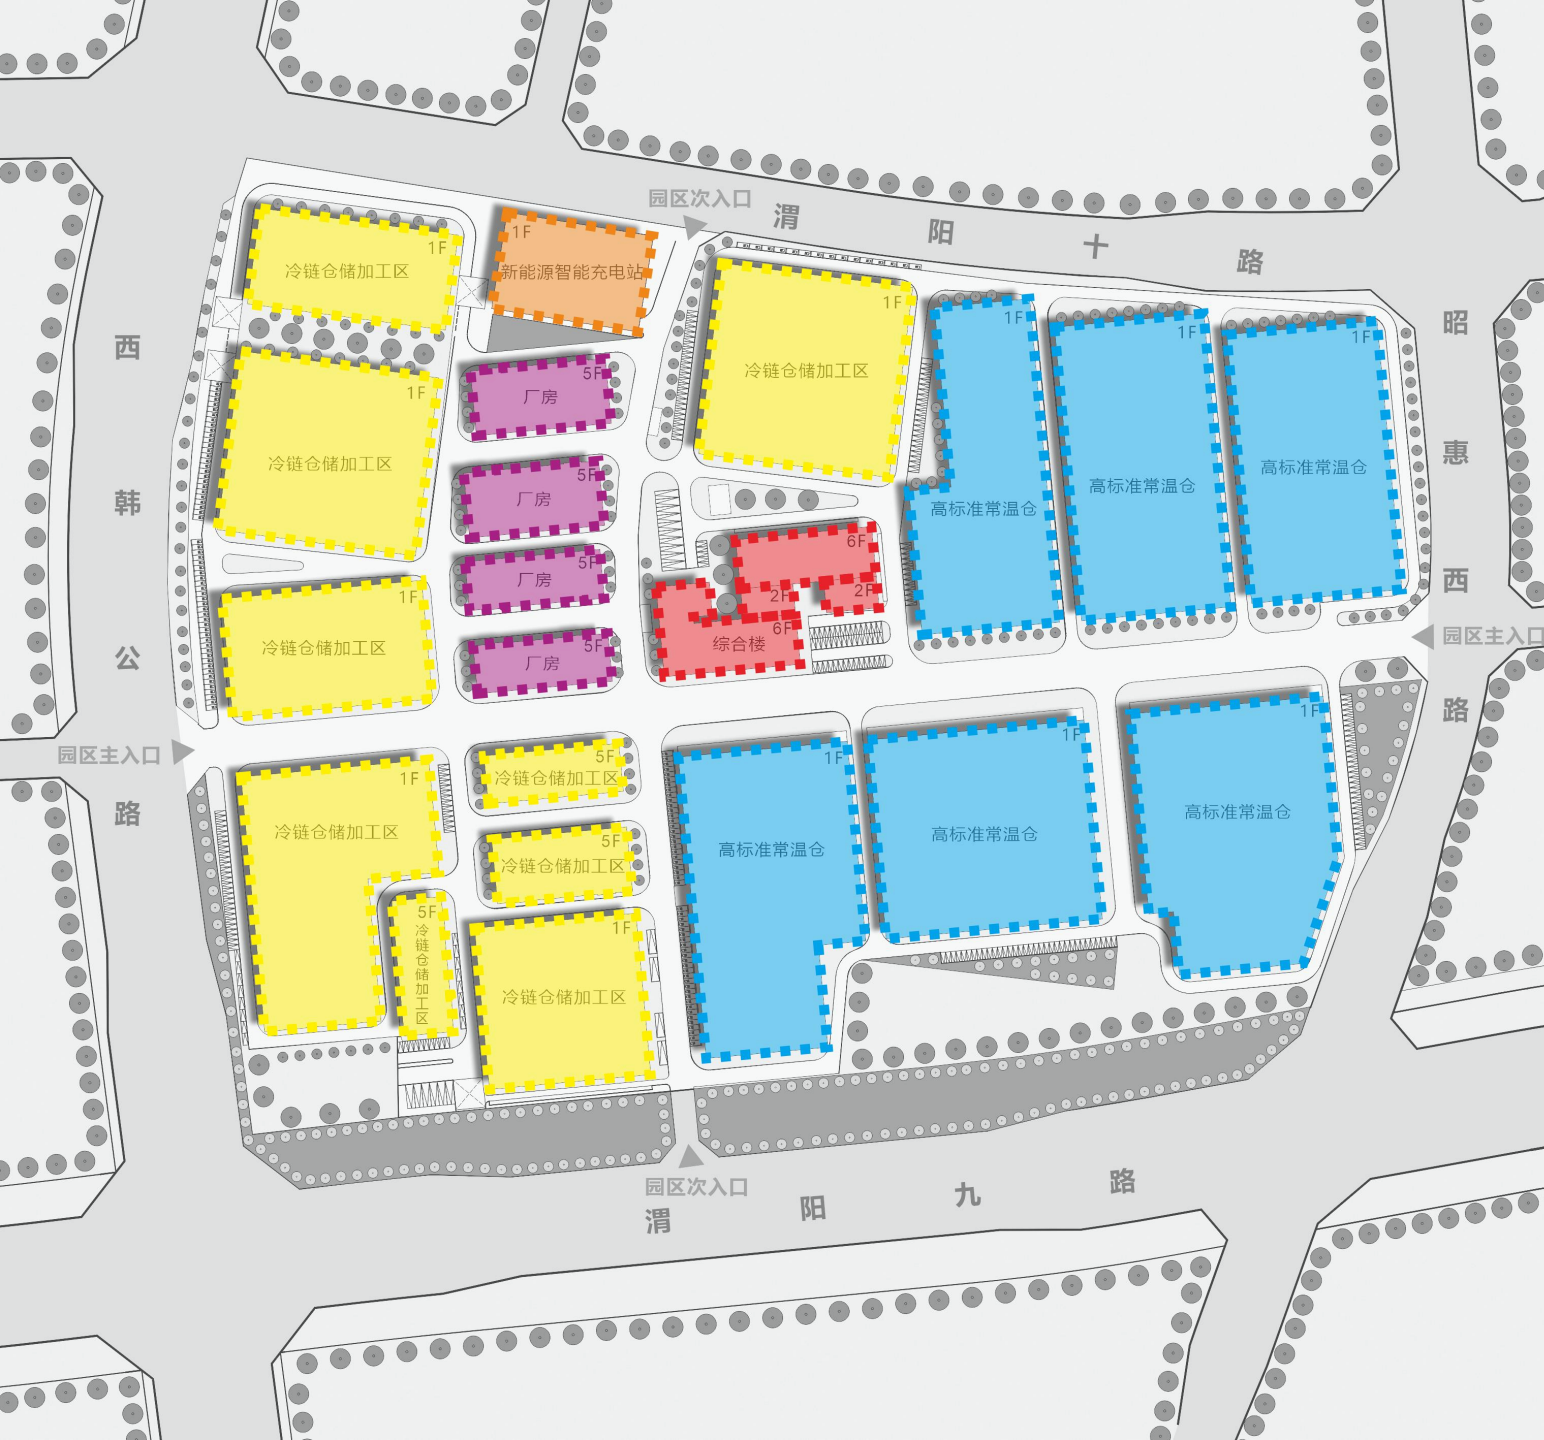 园区次入口
渭阳十路
1F
冷链仓储加工区
1F
新能源智能充电站
1F
冷链仓储加工区
1F
高标准常温仓
1F
高标准常温仓
1F
高标准常温仓
1F
冷链仓储加工区
5F
厂房
5F
厂房
5F
厂房
5F
厂房
6F
2F
2F
6F
综合楼
1F
冷链仓储加工区
西韩公路
昭惠西路
园区主入口
园区主入口
1F
冷链仓储加工区
5F
冷链仓储加工区
5F
冷链仓储加工区
5F
冷链仓储加工区
1F
冷链仓储加工区
1F
高标准常温仓
1F
高标准常温仓
1F
高标准常温仓
园区次入口
渭阳九路